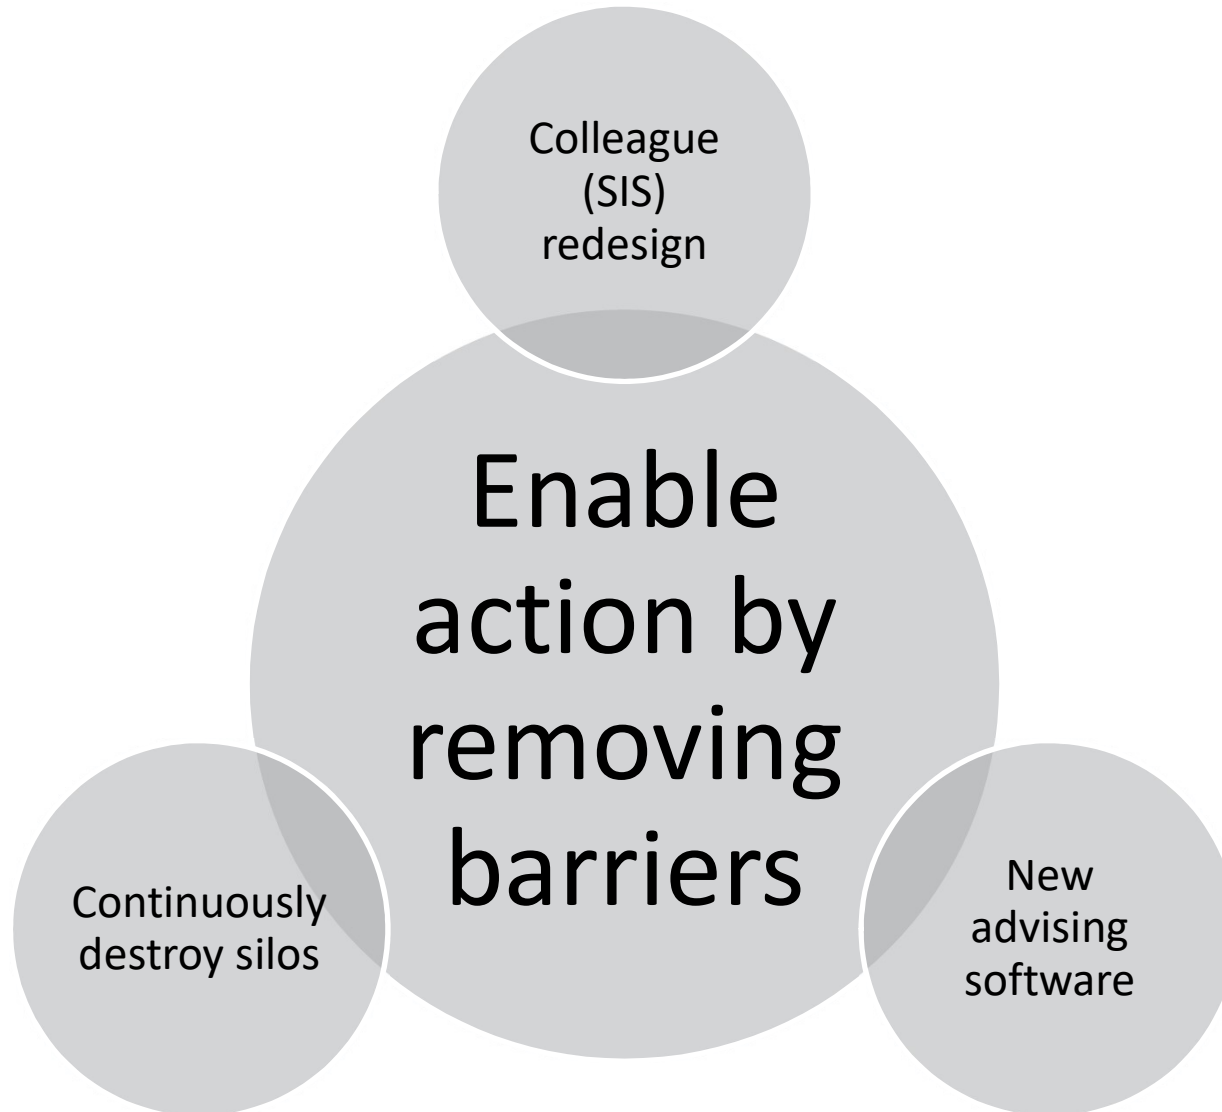 Colleague
(SIS)
redesign
Enable
action by
removing
barriers
Continuously
destroy silos
New
advising
software